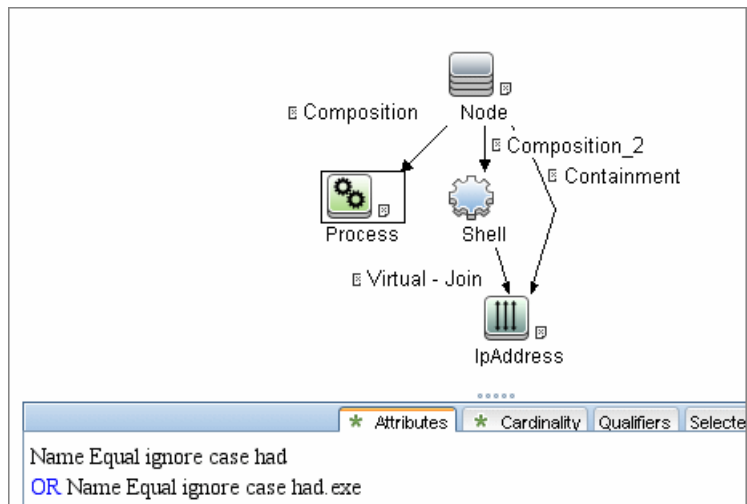 Node
Composition
Composition_2
Containment
Process
Shell
Virtual - Join
IpAddress
Attributes Cardinality Qualifiers Selecte
Name Equal ignore case had
OR Name Equal ignore case had.exe